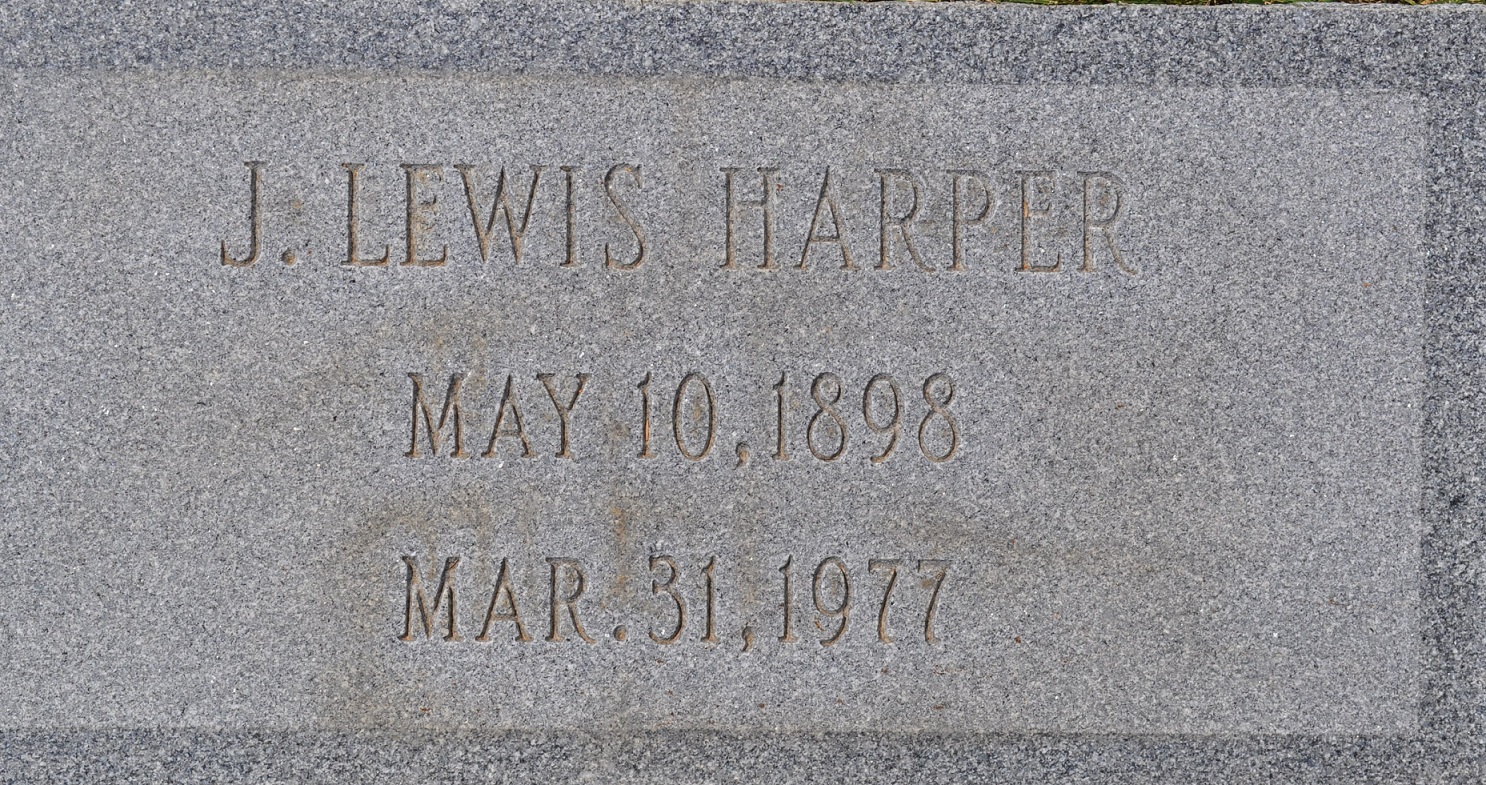 J. LEWIS HARPER
MAY 10, 1898
MAR. 31, 1977